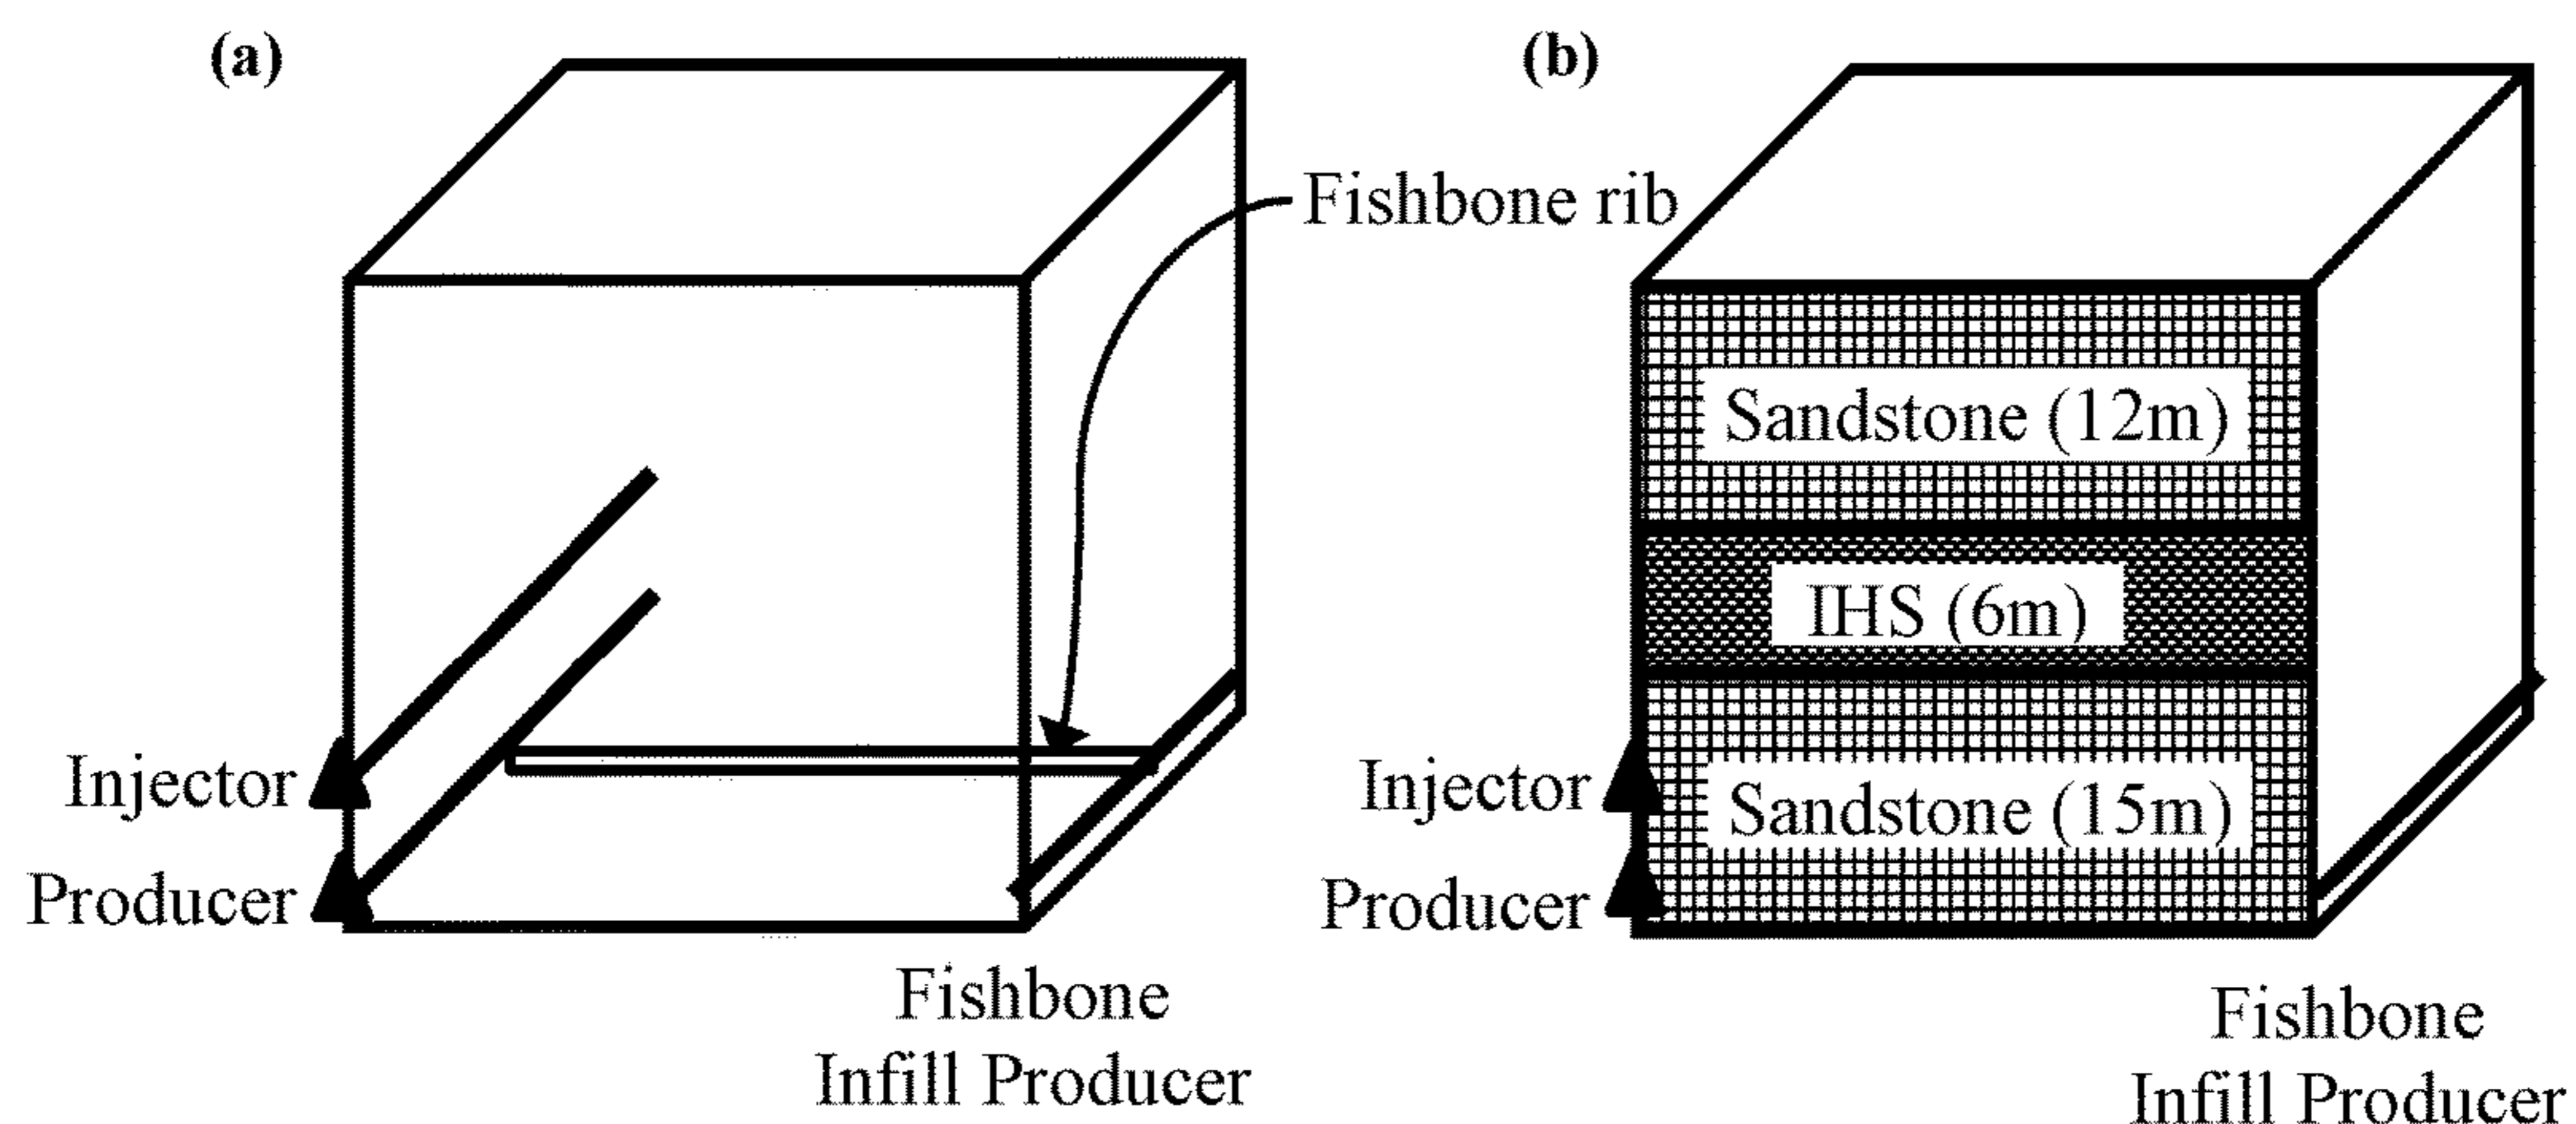 (a)
Fishbone rib
Injector
Producer
Fishbone
Infill Producer
(b)
Sandstone (12m)
IHS (6m)
Injector
Sandstone (15m)
Producer
Fishbone
Infill Producer